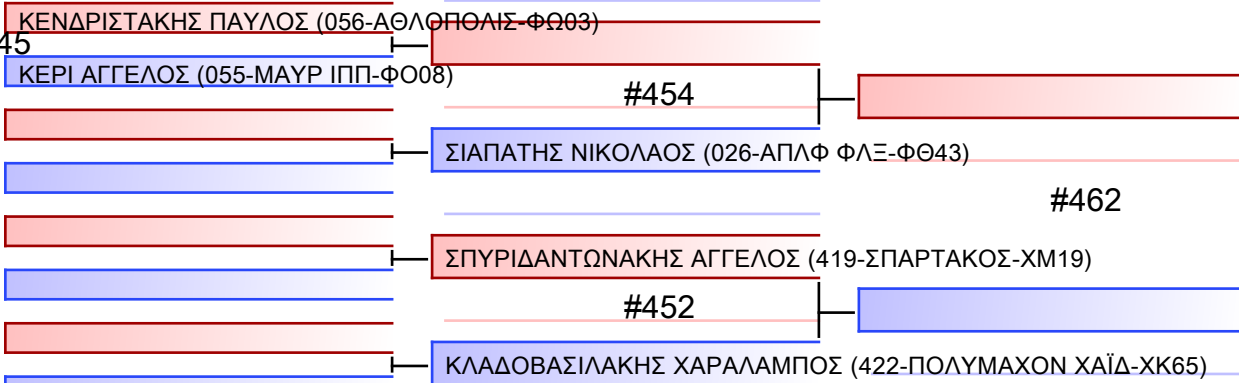 ΚΕΝΔΡΙΣΤΑΚΗΣ ΠΑΥΛΟΣ (056-ΑΘΛΟΠΟΛΙΣ-ΦΩ03)
45
ΚΕΡΙ ΑΓΓΕΛΟΣ (055-ΜΑΥΡ ΙΠΠ-ΦΟ08)
#454
ΣΙΑΠΑΤΗΣ ΝΙΚΟΛΑΟΣ (026-ΑΠΛΦ ΦΛΞ-ΦΘ43)
#462
ΣΠΥΡΙΔΑΝΤΩΝΑΚΗΣ ΑΓΓΕΛΟΣ (419-ΣΠΑΡΤΑΚΟΣ-ΧΜ19)
#452
ΚΛΑΔΟΒΑΣΙΛΑΚΗΣ ΧΑΡΑΛΑΜΠΟΣ (422-ΠΟΛΥΜΑΧΟΝ ΧΑΪΔ-ΧΚ65)